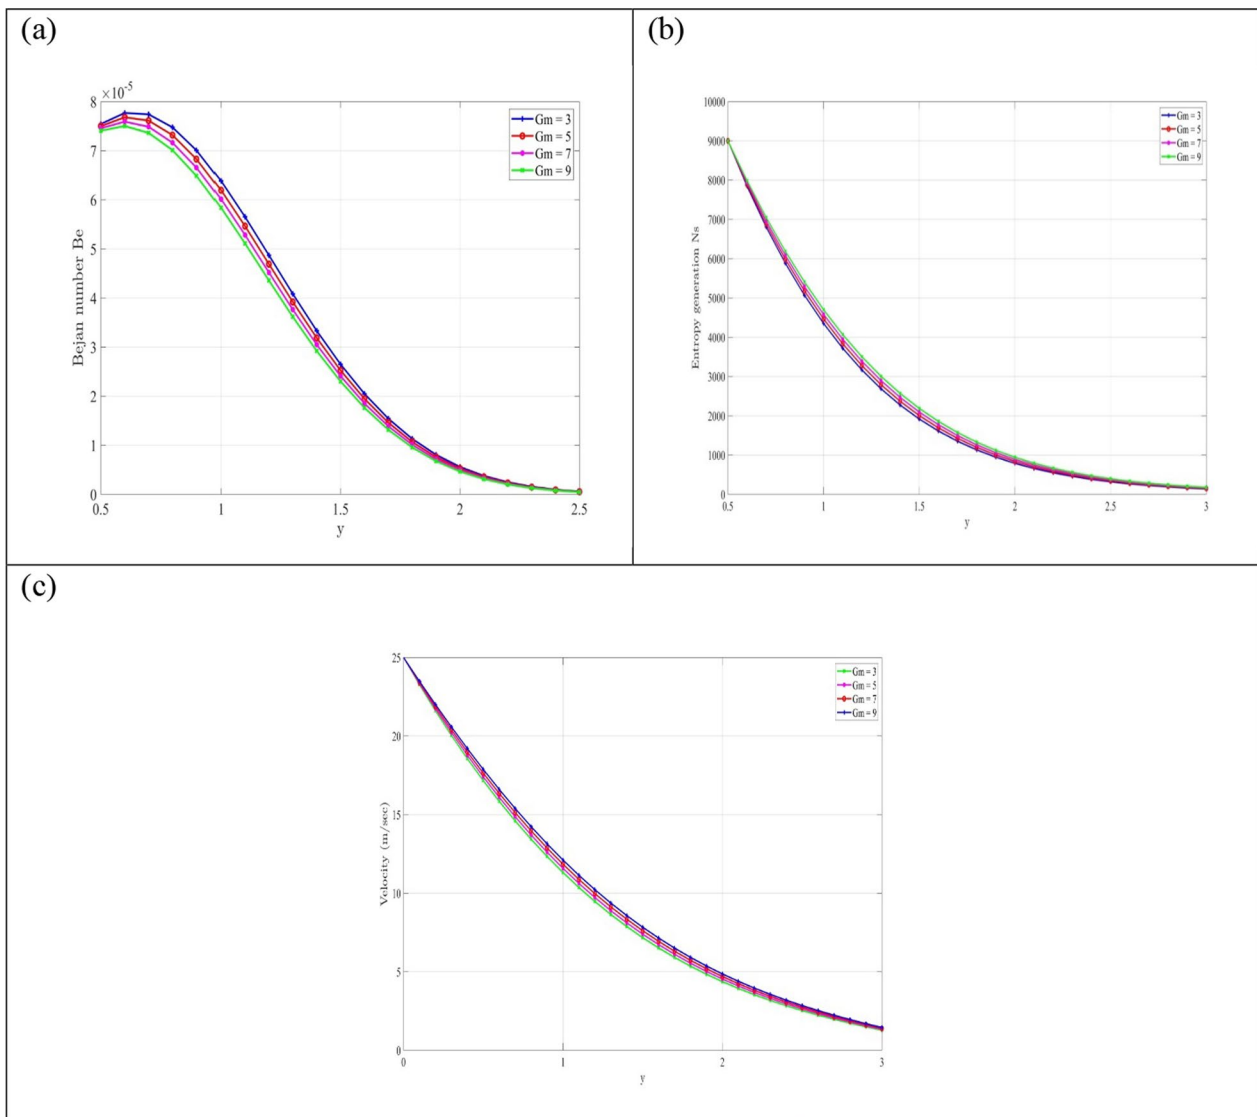 (a)
×10⁻⁵
8
7
6
5
4
3
2
1
0
Bejan number Be
0.5 1 1.5 2 2.5
y
Gm = 3
Gm = 5
Gm = 7
Gm = 9
(b)
10000
9000
8000
7000
6000
5000
4000
3000
2000
1000
0
Entropy generation Ns
0.5 1 1.5 2 2.5 3
y
Gm = 3
Gm = 5
Gm = 7
Gm = 9
(c)
25
20
15
10
5
0
Velocity (m/sec)
0 1 2 3
y
Gm = 3
Gm = 5
Gm = 7
Gm = 9